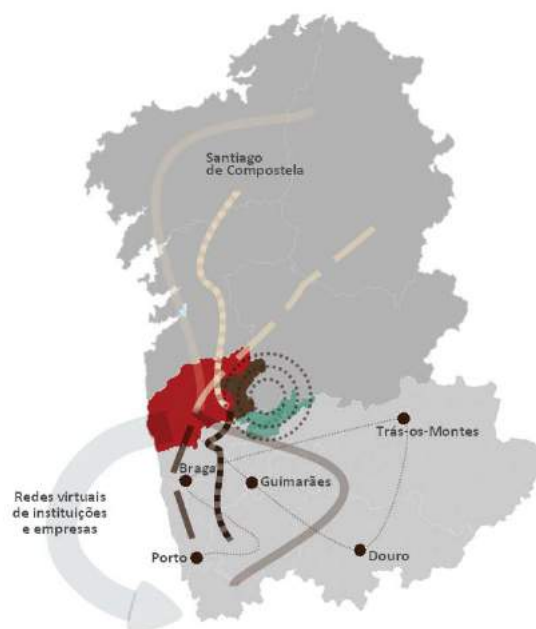 Santiago
de Compostela
Trás-os-Montes
Braga
Guimarães
Redes virtuais
de instituições
e empresas
Porto
Douro